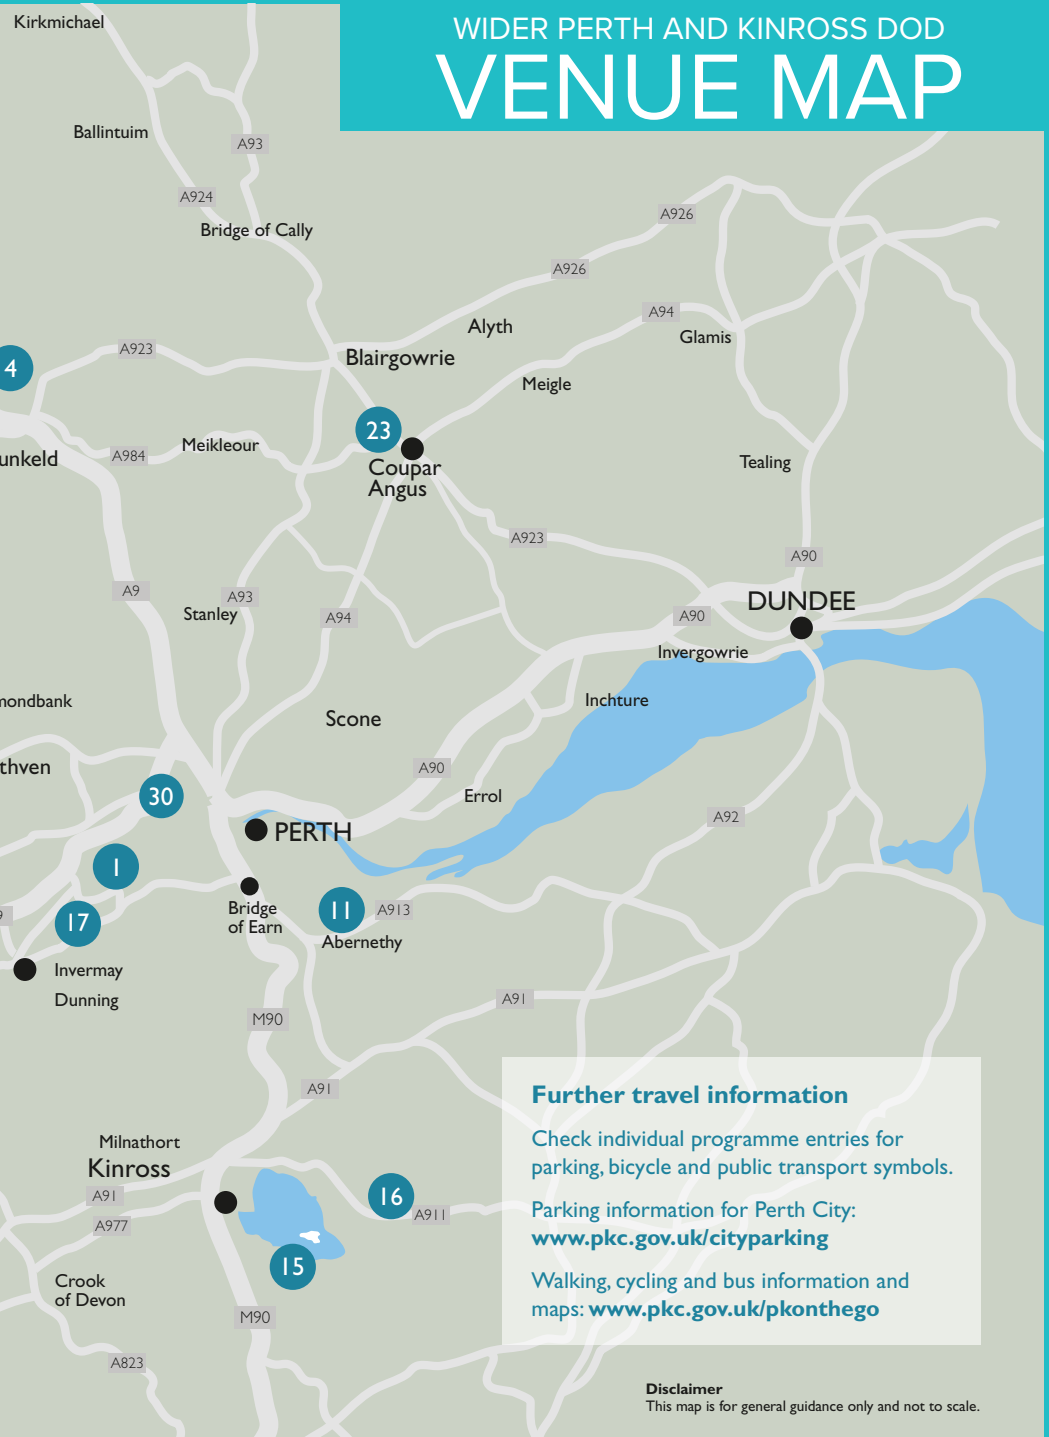 WIDER PERTH AND KINROSS DOD
VENUE MAP
Kirkmichael
Ballintuim
A93
A924
Bridge of Cally
A926
A926
A94
Alyth
Glamis
A923
Blairgowrie
4
Meigle
23
Meikleour
A984
unkeld
Coupar
Angus
Tealing
A923
A90
A9
A93
Stanley
A94
DUNDEE
A90
Invergowrie
mondbank
Inchture
Scone
thven
A90
30
Errol
A92
PERTH
1
11
A913
Bridge
of Earn
17
9
Abernethy
Invermay
Dunning
A91
M90
A91
Milnathort
Kinross
A91
A977
16
A911
15
Crook
of Devon
M90
A823
Further travel information
Check individual programme entries for
parking, bicycle and public transport symbols.
Parking information for Perth City:
www.pkc.gov.uk/cityparking
Walking, cycling and bus information and
maps: www.pkc.gov.uk/pkonthego
Disclaimer
This map is for general guidance only and not to scale.